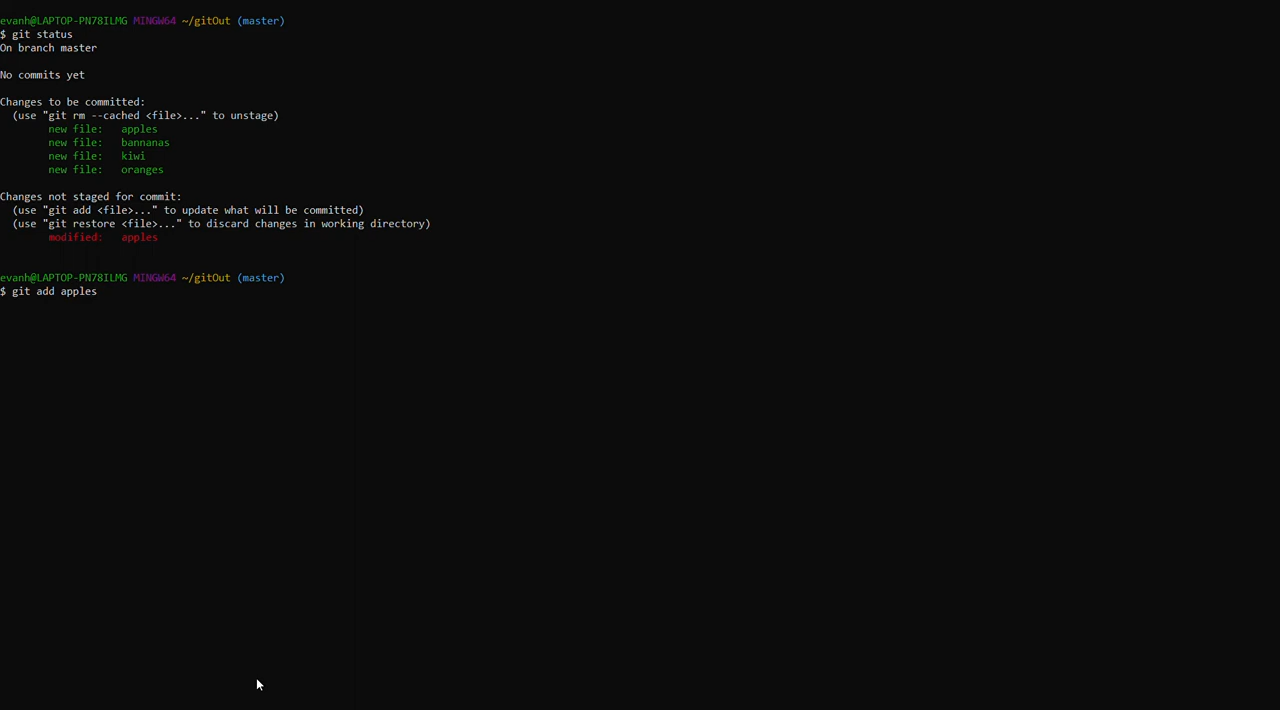 evanh@LAPTOP-PN78ILMG MINGW64 ~/gitOut (master)
$ git status
On branch master
No commits yet
Changes to be committed:
(use "git rm --cached <file>..." to unstage)
new file: apples
new file: bannanas
new file: kiwi
new file: oranges
Changes not staged for commit:
(use "git add <file>..." to update what will be committed)
(use "git restore <file>..." to discard changes in working directory)
modified: apples
evanh@LAPTOP-PN78ILMG MINGW64 ~/gitOut (master)
$ git add apples